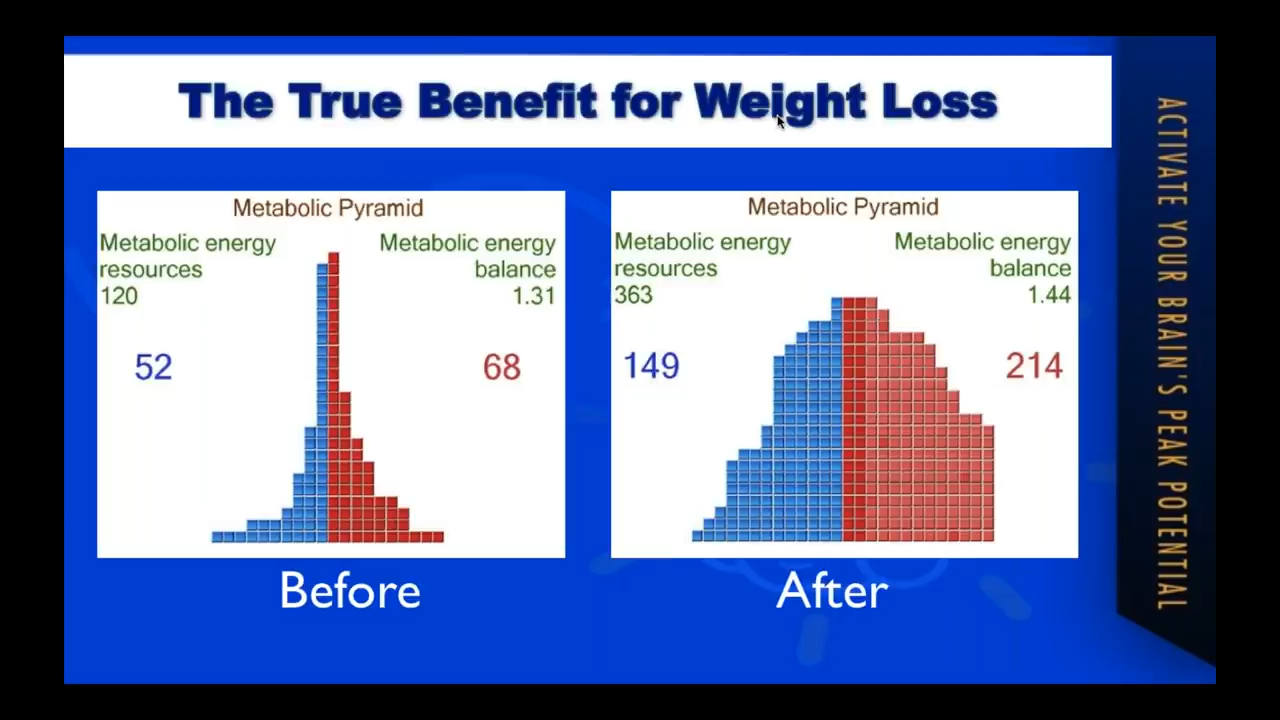 The True Benefit for Weight Loss
Metabolic Pyramid
Metabolic energy
resources
120
Metabolic energy
balance
1.31
52
68
Before
Metabolic Pyramid
Metabolic energy
resources
363
Metabolic energy
balance
1.44
149
214
After
ACTIVATE YOUR BRAIN'S PEAK POTENTIAL